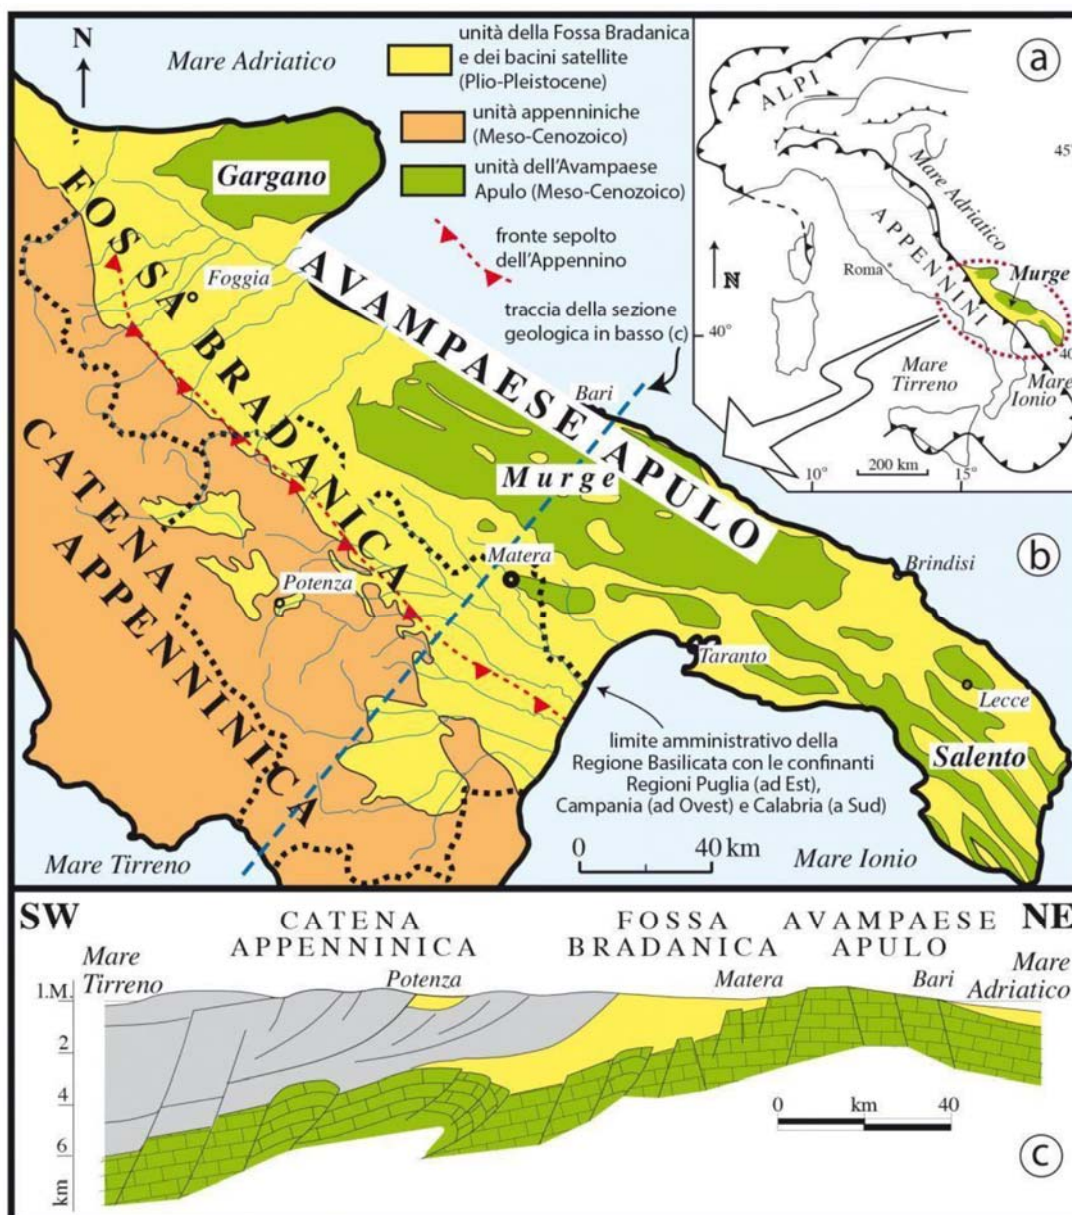 N
Mare Adriatico
unità della Fossa Bradanica
e dei bacini satellite
(Plio-Pleistocene)
unità appenniniche
(Meso-Cenozoico)
unità dell'Avampaese
Apulo (Meso-Cenozoico)
fronte sepolto
dell'Appennino
traccia della sezione
geologica in basso (c)
Gargano
FOSSA BRADANICA
Foggia
AVAMPAESE APULO
Bari
Murge
CATENA
APPENNINICA
Matera
Potenza
Brindisi
Taranto
Lecce
Salento
limite amministrativo della
Regione Basilicata con le confinanti
Regioni Puglia (ad Est),
Campania (ad Ovest) e Calabria (a Sud)
0 40 km
Mare Tirreno
Mare Ionio
b
a
ALPI
45°
Mare Adriatico
APPENNINI
Roma
Murge
N
40°
40
Mare
Tirreno
Mare
Ionio
200 km
10°
15°
SW
CATENA
APPENNINICA
FOSSA
BRADANICA
AVAMPAESE
APULO
NE
Mare
Tirreno
Potenza
Matera
Bari
Mare
Adriatico
l.M.
2
4
6
km
0 km 40
c